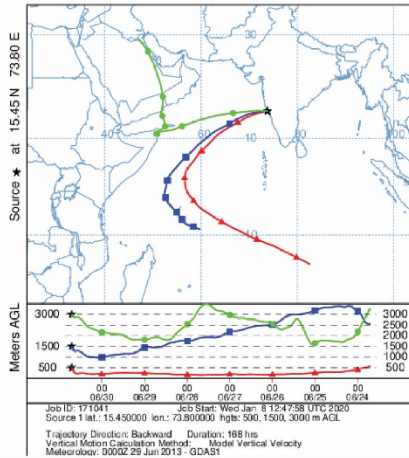 Source ★ at 15.45 N 73.80 E
30
60
10
Meters AGL
3000
1500
500
3000
2500
2000
1500
1000
500
00 00 00 00 00 00 00
06/30 06/29 06/28 06/27 06/26 06/25 06/24
Job ID: 171041 Job Start: Wed Jan 8 12:47:58 UTC 2020
Source 1 lat.: 15.450000 lon.: 73.800000 hgts: 500, 1500, 3000 m AGL
Trajectory Direction: Backward Duration: 168 hrs
Vertical Motion Calculation Method: Model Vertical Velocity
Meteorology: 0000Z 29 Jun 2013 - GDAS1